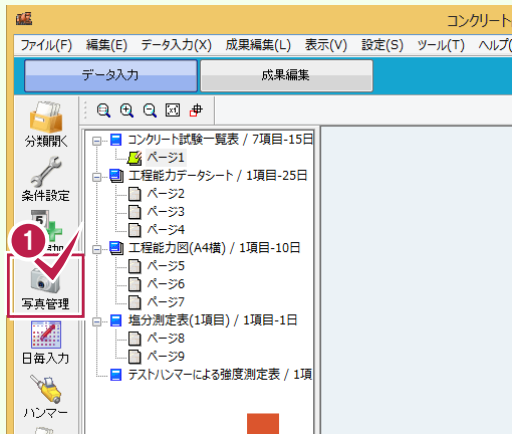 コンクリート
ファイル(F) 編集(E) データ入力(X) 成果編集(L) 表示(V) 設定(S) ツール(T) ヘルプ(
データ入力 成果編集
分類開く
コンクリート試験一覧表 / 7項目-15日
ページ1
工程能力データシート / 1項目-25日
条件設定
ページ2
ページ3
5
ページ4
1
工程能力図(A4横) / 1項目-10日
ページ5
ページ6
写真管理
ページ7
塩分測定表(1項目) / 1項目-1日
ページ8
日毎入力
ページ9
テストハンマーによる強度測定表 / 1項
ハンマー